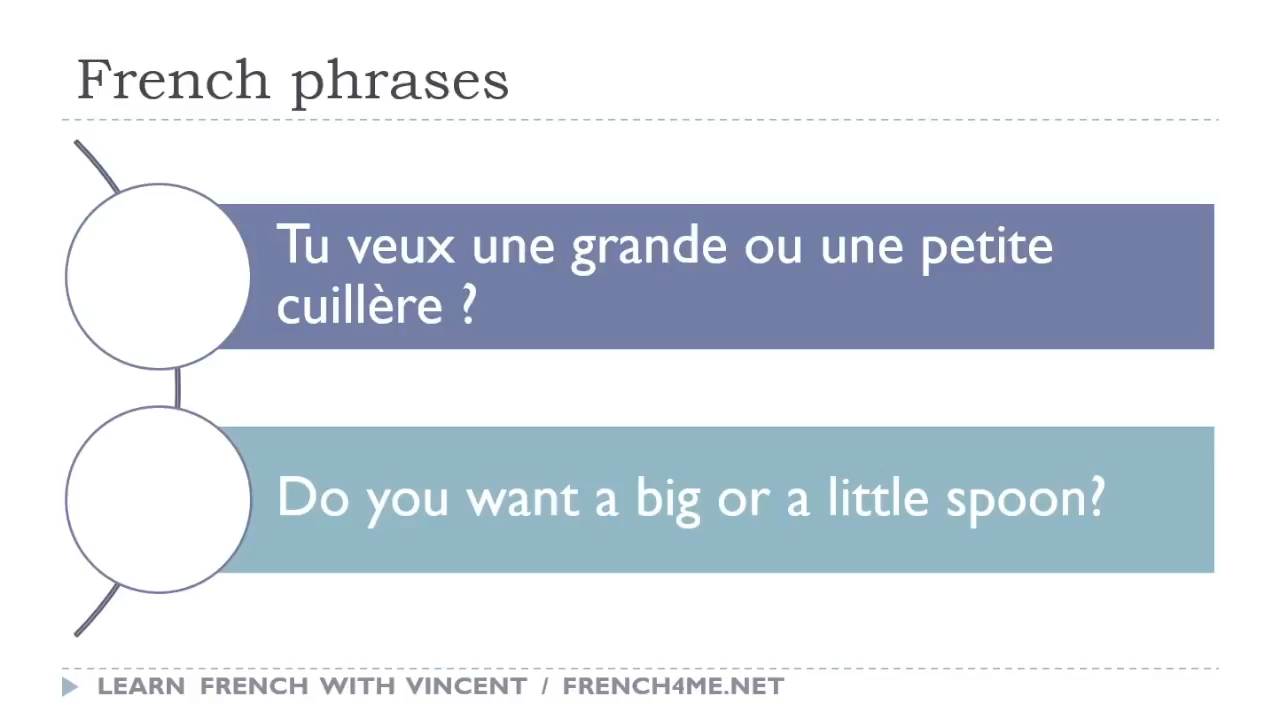 French phrases
Tu veux une grande ou une petite
cuillère ?
Do you want a big or a little spoon?
LEARN FRENCH WITH VINCENT / FRENCH4ME.NET